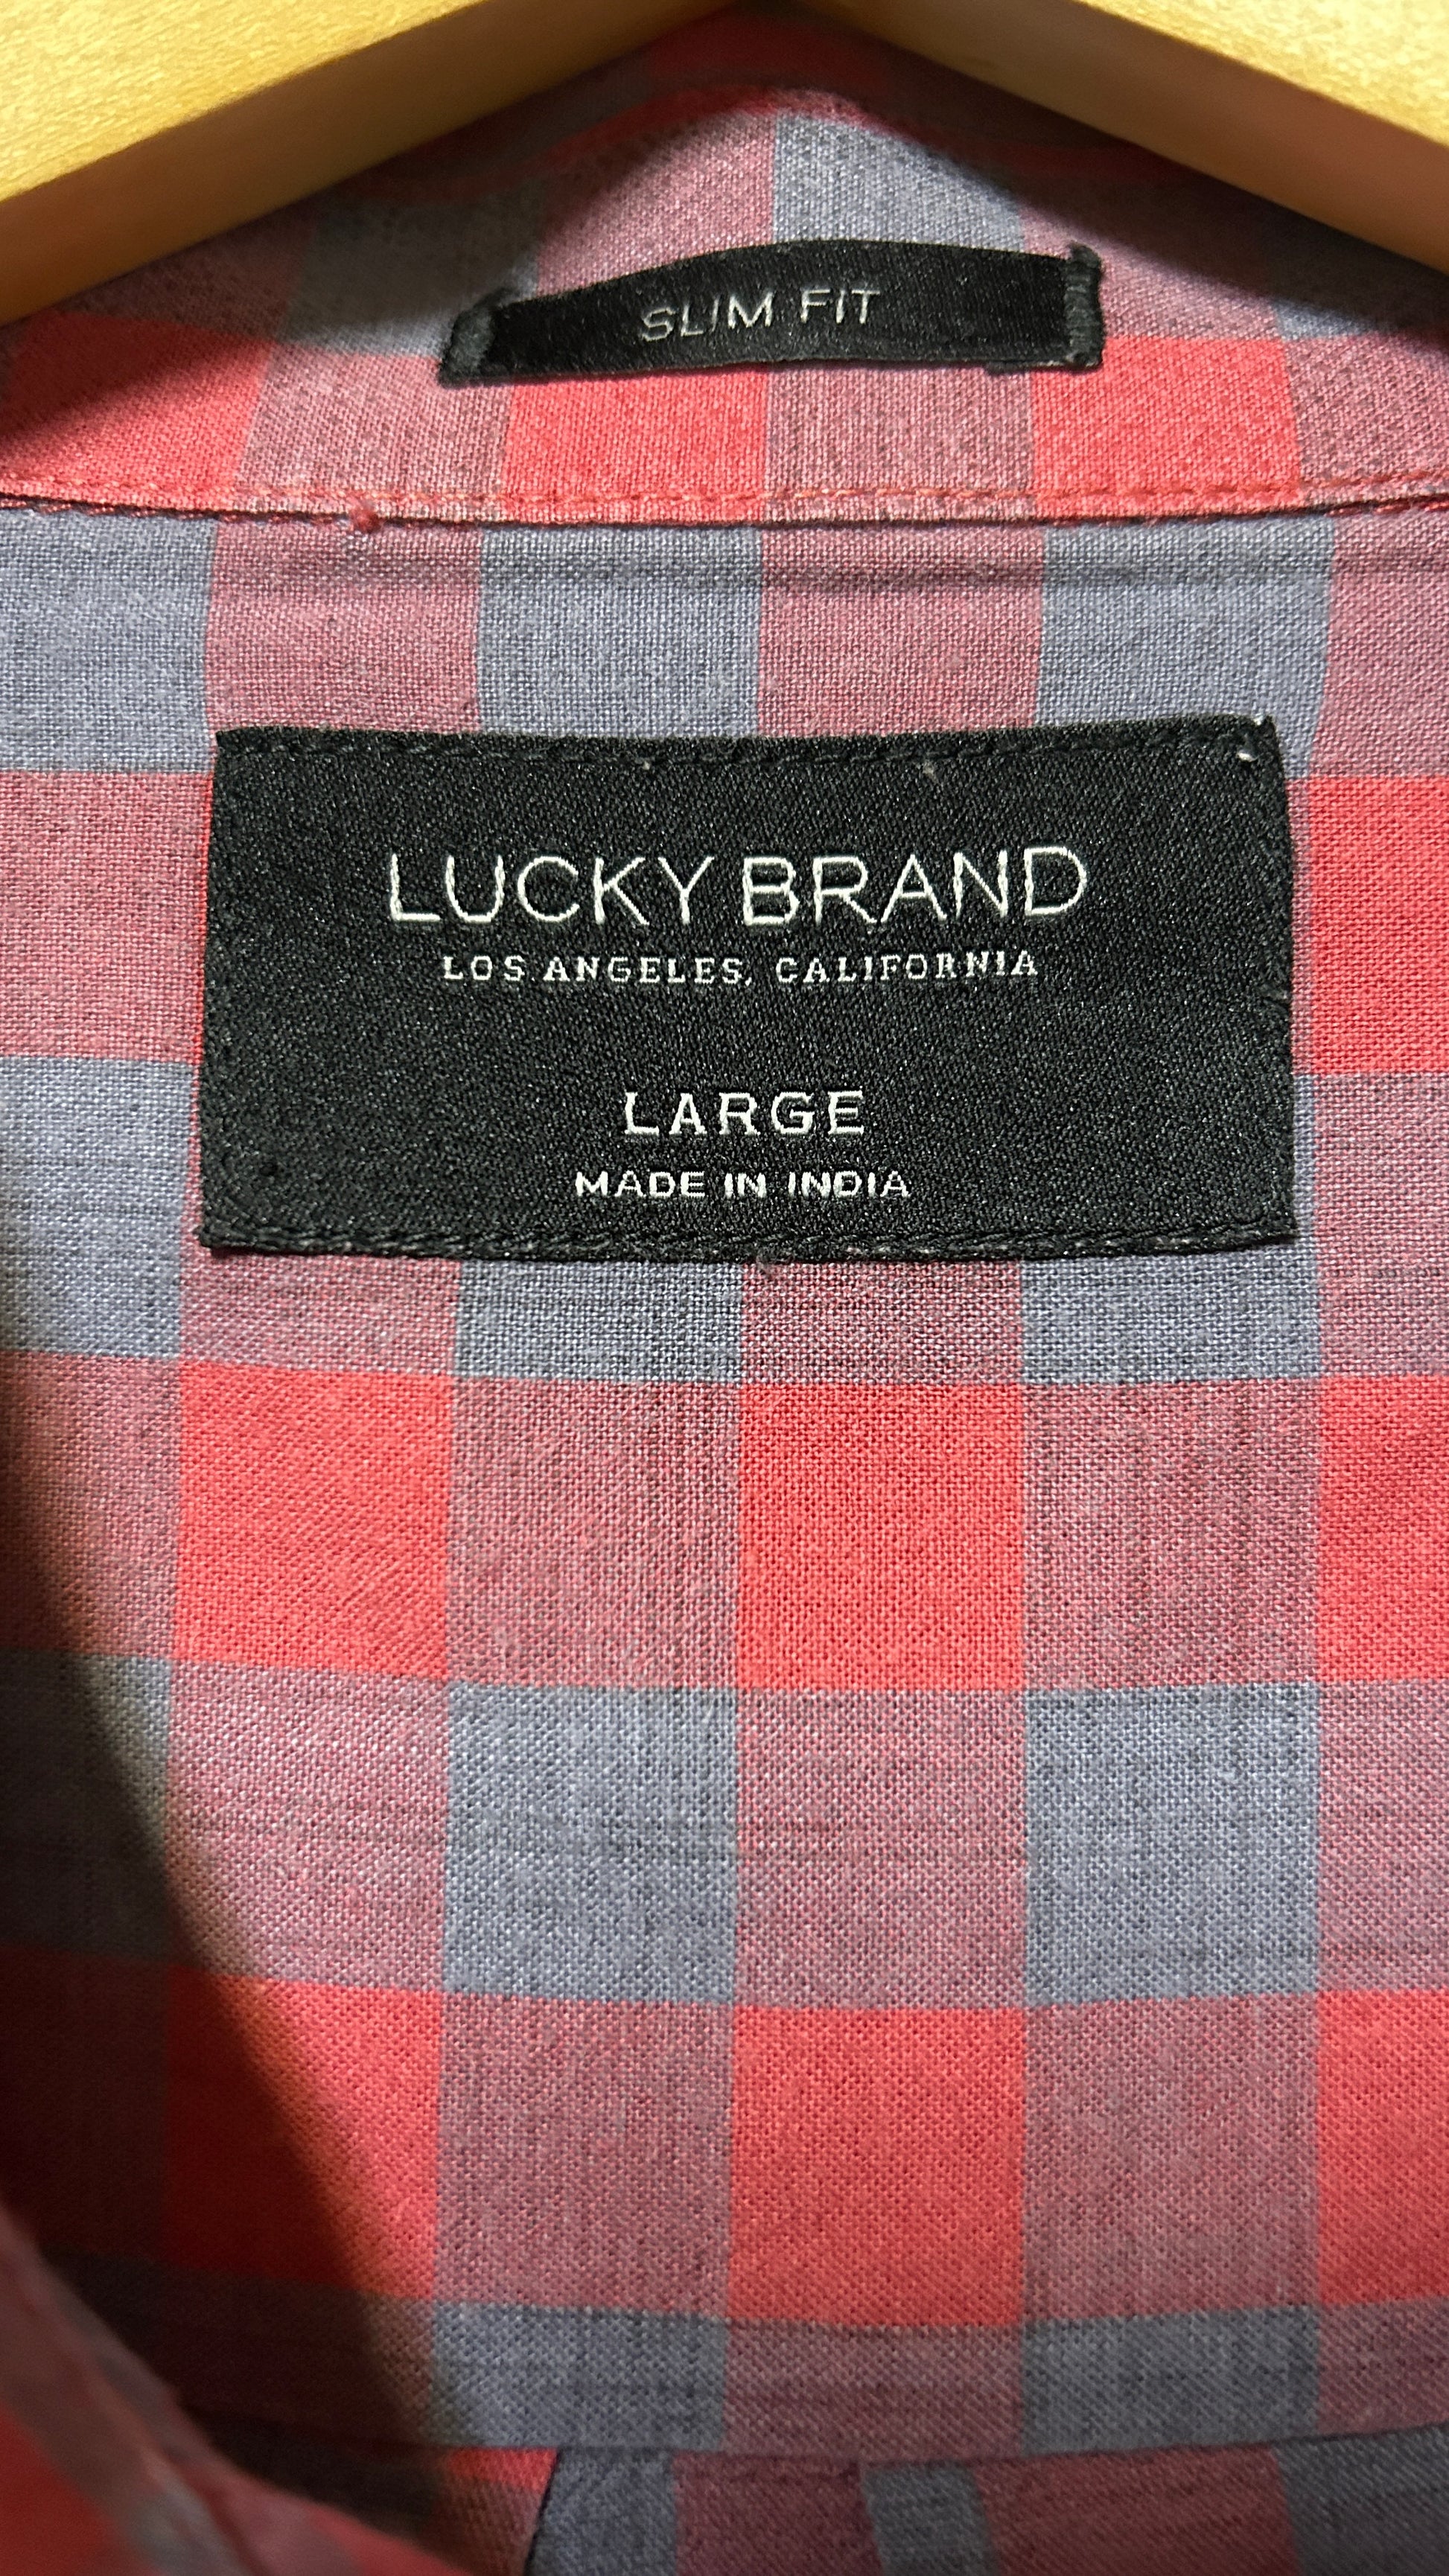 SLIM FIT
LUCKY BRAND
LOS ANGELES, CALIFORNIA
LARGE
MADE IN INDIA